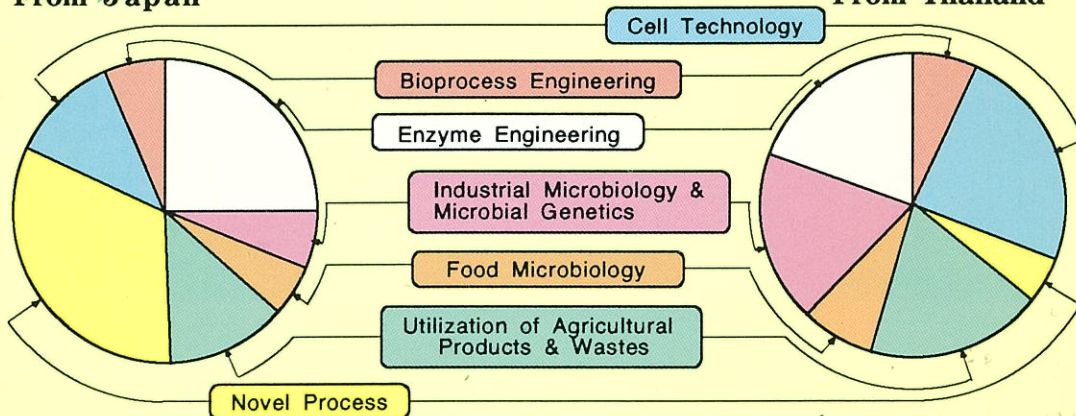 From Japan
From Thailand
Cell Technology
Bioprocess Engineering
Enzyme Engineering
Industrial Microbiology &
Microbial Genetics
Food Microbiology
Utilization of Agricultural
Products & Wastes
Novel Process